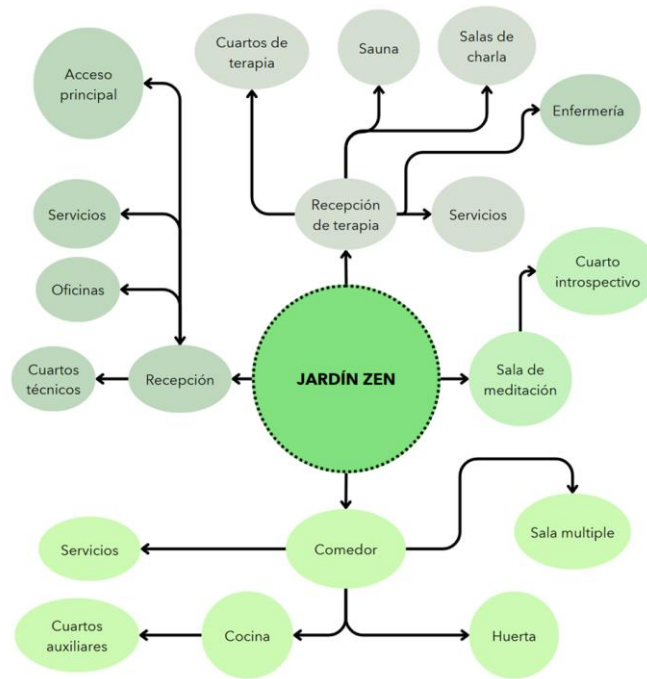 Cuartos de
terapia
Sauna
Salas de
charla
Acceso
principal
Enfermería
Servicios
Recepción
de terapia
Servicios
Oficinas
Cuarto
introspectivo
Cuartos
técnicos
Recepción
JARDÍN ZEN
Sala de
meditación
Servicios
Comedor
Sala multiple
Cuartos
auxiliares
Cocina
Huerta